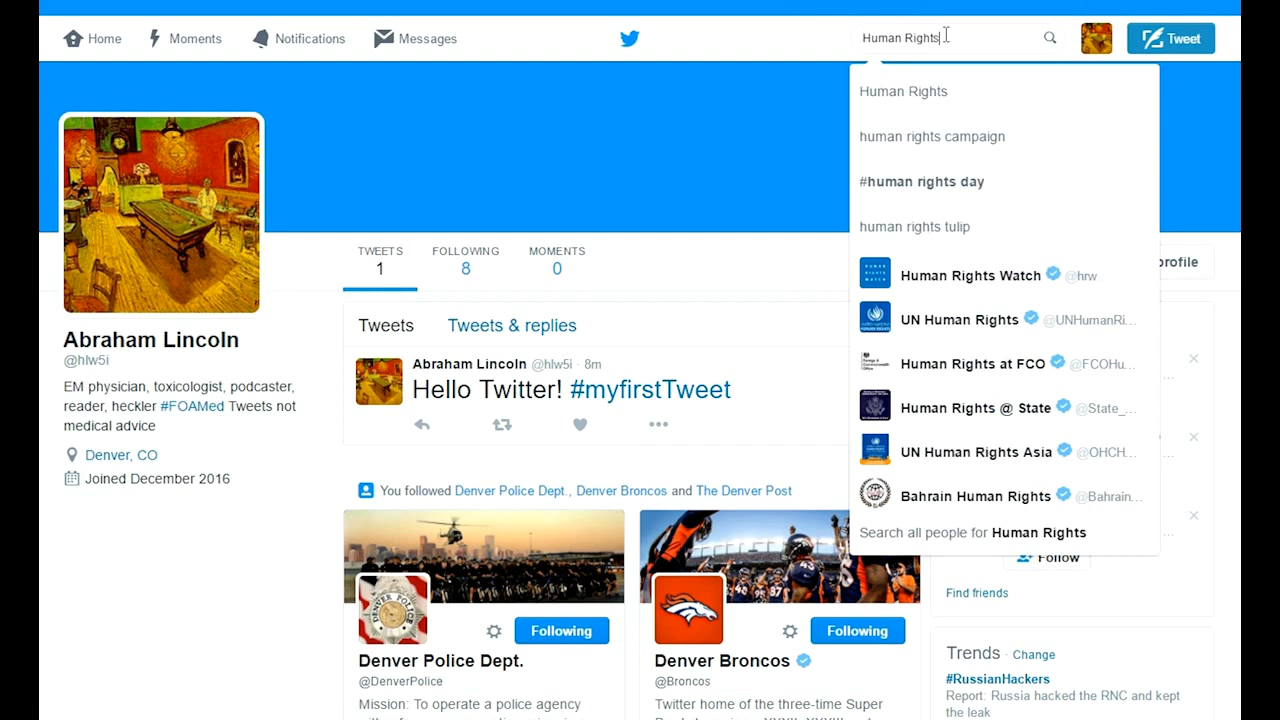 Home
Moments
Notifications
Messages
Human Rights
Tweet
Human Rights
human rights campaign
#human rights day
human rights tulip
Human Rights Watch @hrw
UN Human Rights @UNHumanRi...
Human Rights at FCO @FCOHu...
Human Rights @ State @State_...
UN Human Rights Asia @OHCH...
Bahrain Human Rights @Bahrain...
Search all people for Human Rights
TWEETS
1
FOLLOWING
8
MOMENTS
0
profile
Abraham Lincoln
@hlw5i
EM physician, toxicologist, podcaster,
reader, heckler #FOAMed Tweets not
medical advice
Denver, CO
Joined December 2016
Tweets
Tweets & replies
Abraham Lincoln @hlw5i · 8m
Hello Twitter! #myfirstTweet
You followed Denver Police Dept., Denver Broncos and The Denver Post
Following
Denver Police Dept.
@DenverPolice
Mission: To operate a police agency
Following
Denver Broncos
@Broncos
Twitter home of the three-time Super
Follow
Find friends
Trends · Change
#RussianHackers
Report: Russia hacked the RNC and kept
the leak